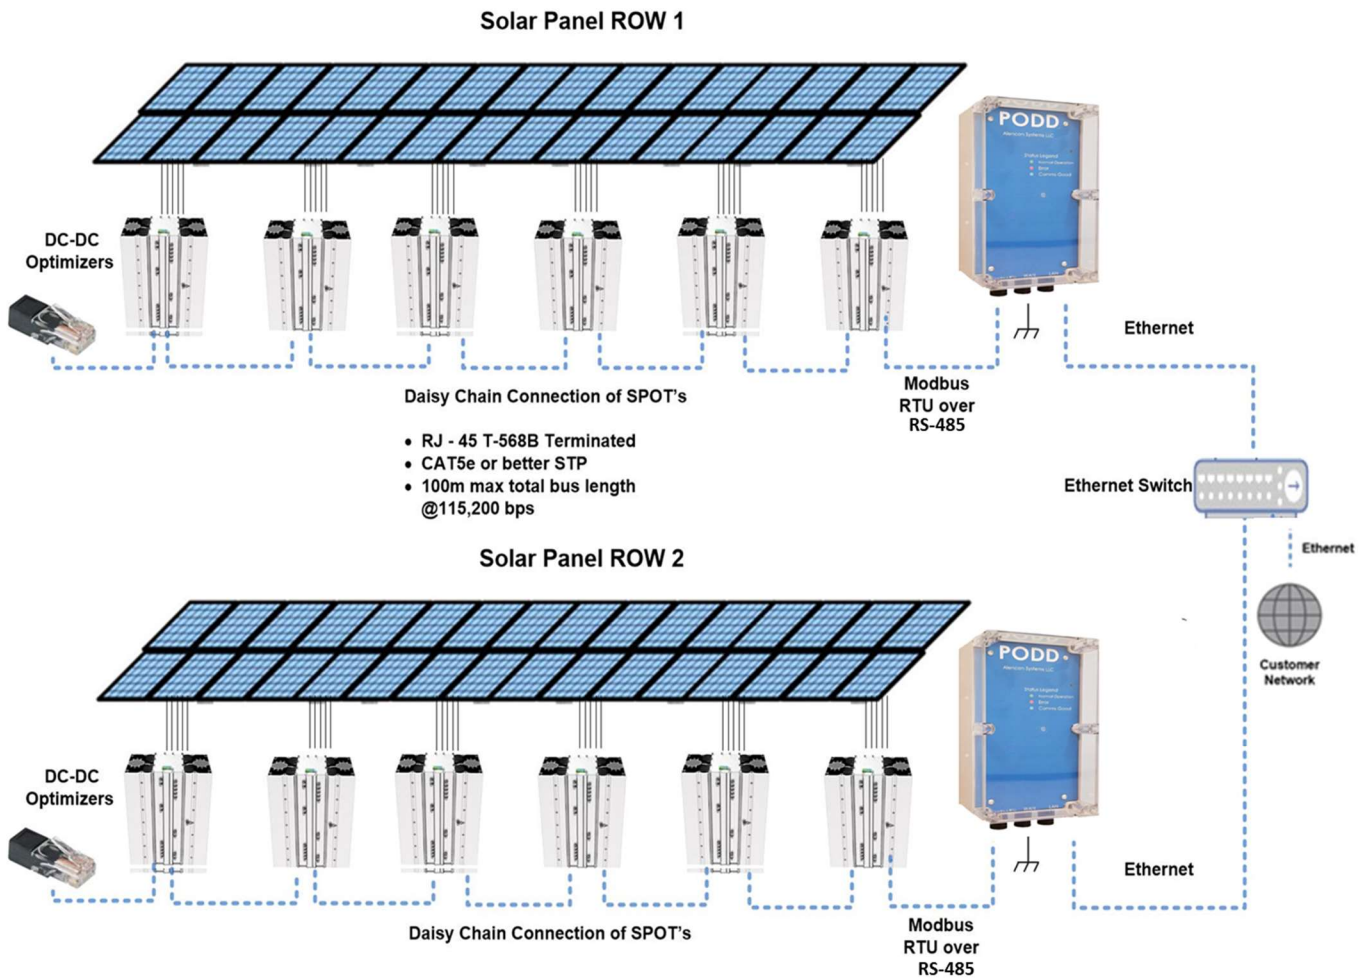 Solar Panel ROW 1
PODD
DC-DC
Optimizers
Ethernet
Modbus
RTU over
RS-485
Daisy Chain Connection of SPOT's
• RJ - 45 T-568B Terminated
• CAT5e or better STP
• 100m max total bus length
@115,200 bps
Ethernet Switch
Ethernet
Customer
Network
Solar Panel ROW 2
PODD
DC-DC
Optimizers
Ethernet
Modbus
RTU over
RS-485
Daisy Chain Connection of SPOT's